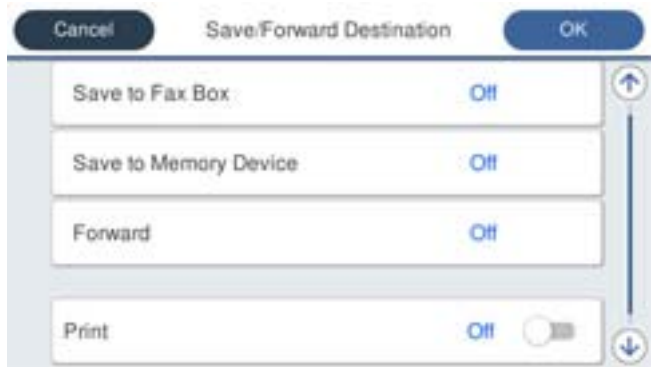 Cancel Save/Forward Destination OK
Save to Fax Box Off
Save to Memory Device Off
Forward Off
Print Off